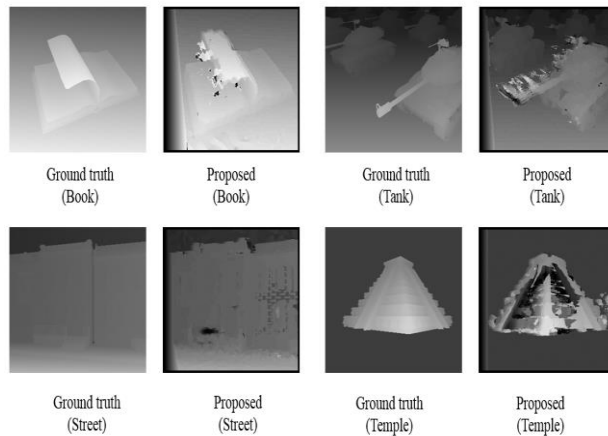 Ground truth
(Book)
Proposed
(Book)
Ground truth
(Tank)
Proposed
(Tank)
Ground truth
(Street)
Proposed
(Street)
Ground truth
(Temple)
Proposed
(Temple)